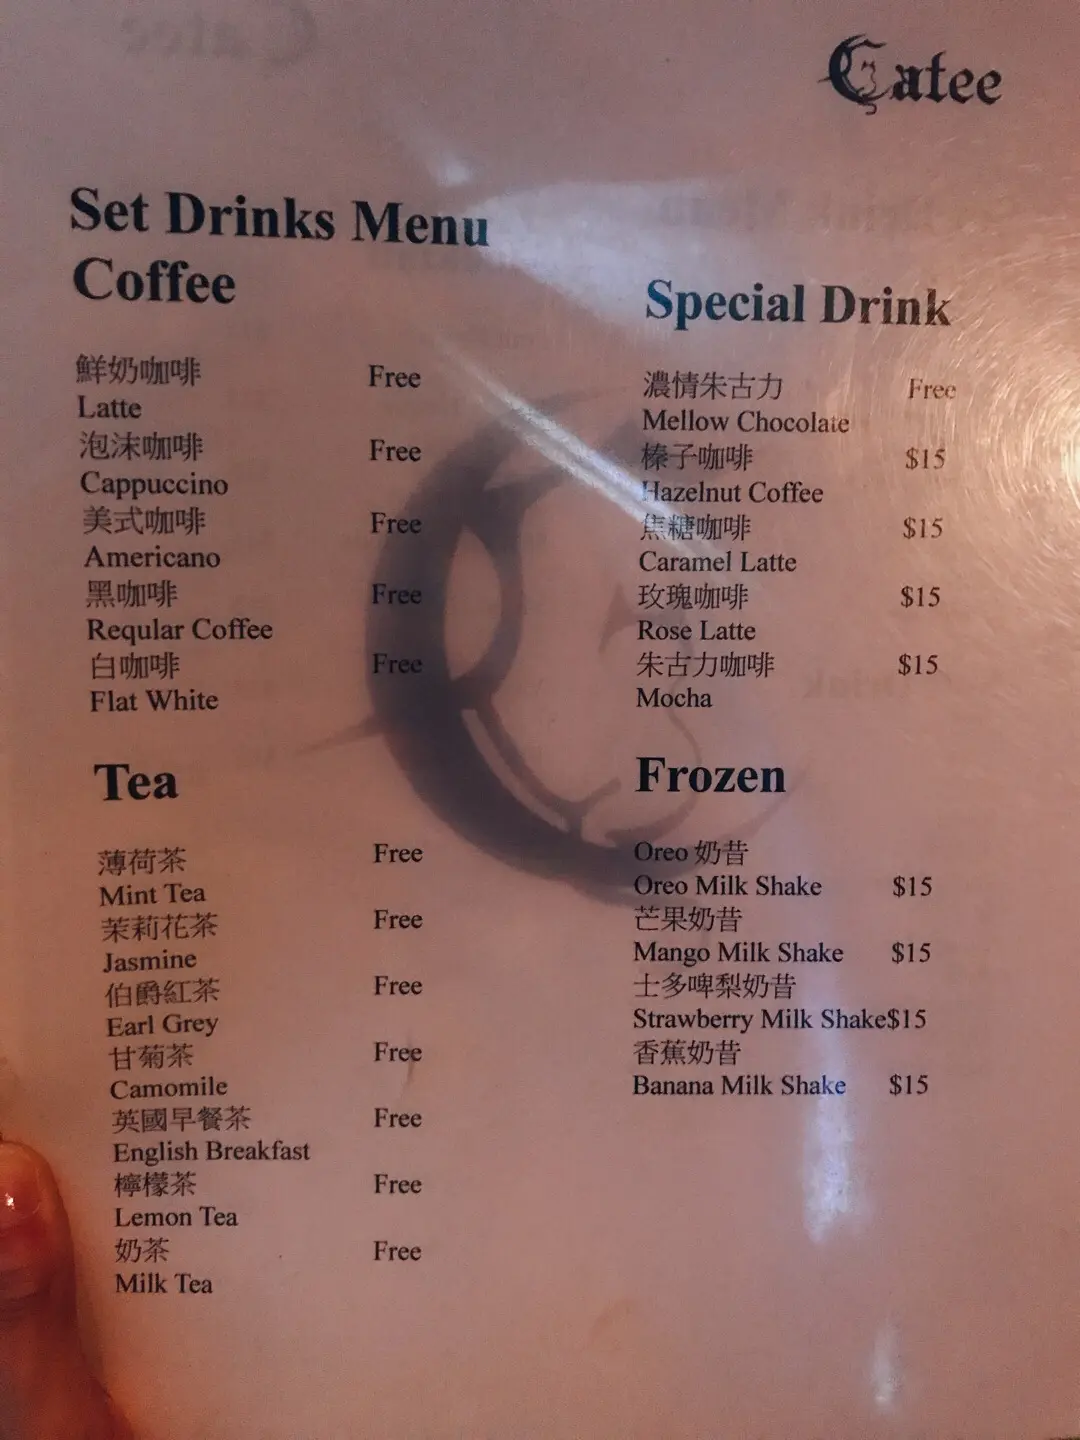 Catee
Set Drinks Menu
Coffee
鮮奶咖啡 Free
Latte
泡沫咖啡 Free
Cappuccino
美式咖啡 Free
Americano
黑咖啡 Free
Reqular Coffee
白咖啡 Free
Flat White
Tea
薄荷茶 Free
Mint Tea
茉莉花茶 Free
Jasmine
伯爵紅茶 Free
Earl Grey
甘菊茶 Free
Camomile
英國早餐茶 Free
English Breakfast
檸檬茶 Free
Lemon Tea
奶茶 Free
Milk Tea
Special Drink
濃情朱古力 Free
Mellow Chocolate
榛子咖啡 $15
Hazelnut Coffee
焦糖咖啡 $15
Caramel Latte
玫瑰咖啡 $15
Rose Latte
朱古力咖啡 $15
Mocha
Frozen
Oreo 奶昔
Oreo Milk Shake $15
芒果奶昔
Mango Milk Shake $15
士多啤梨奶昔
Strawberry Milk Shake$15
香蕉奶昔
Banana Milk Shake $15